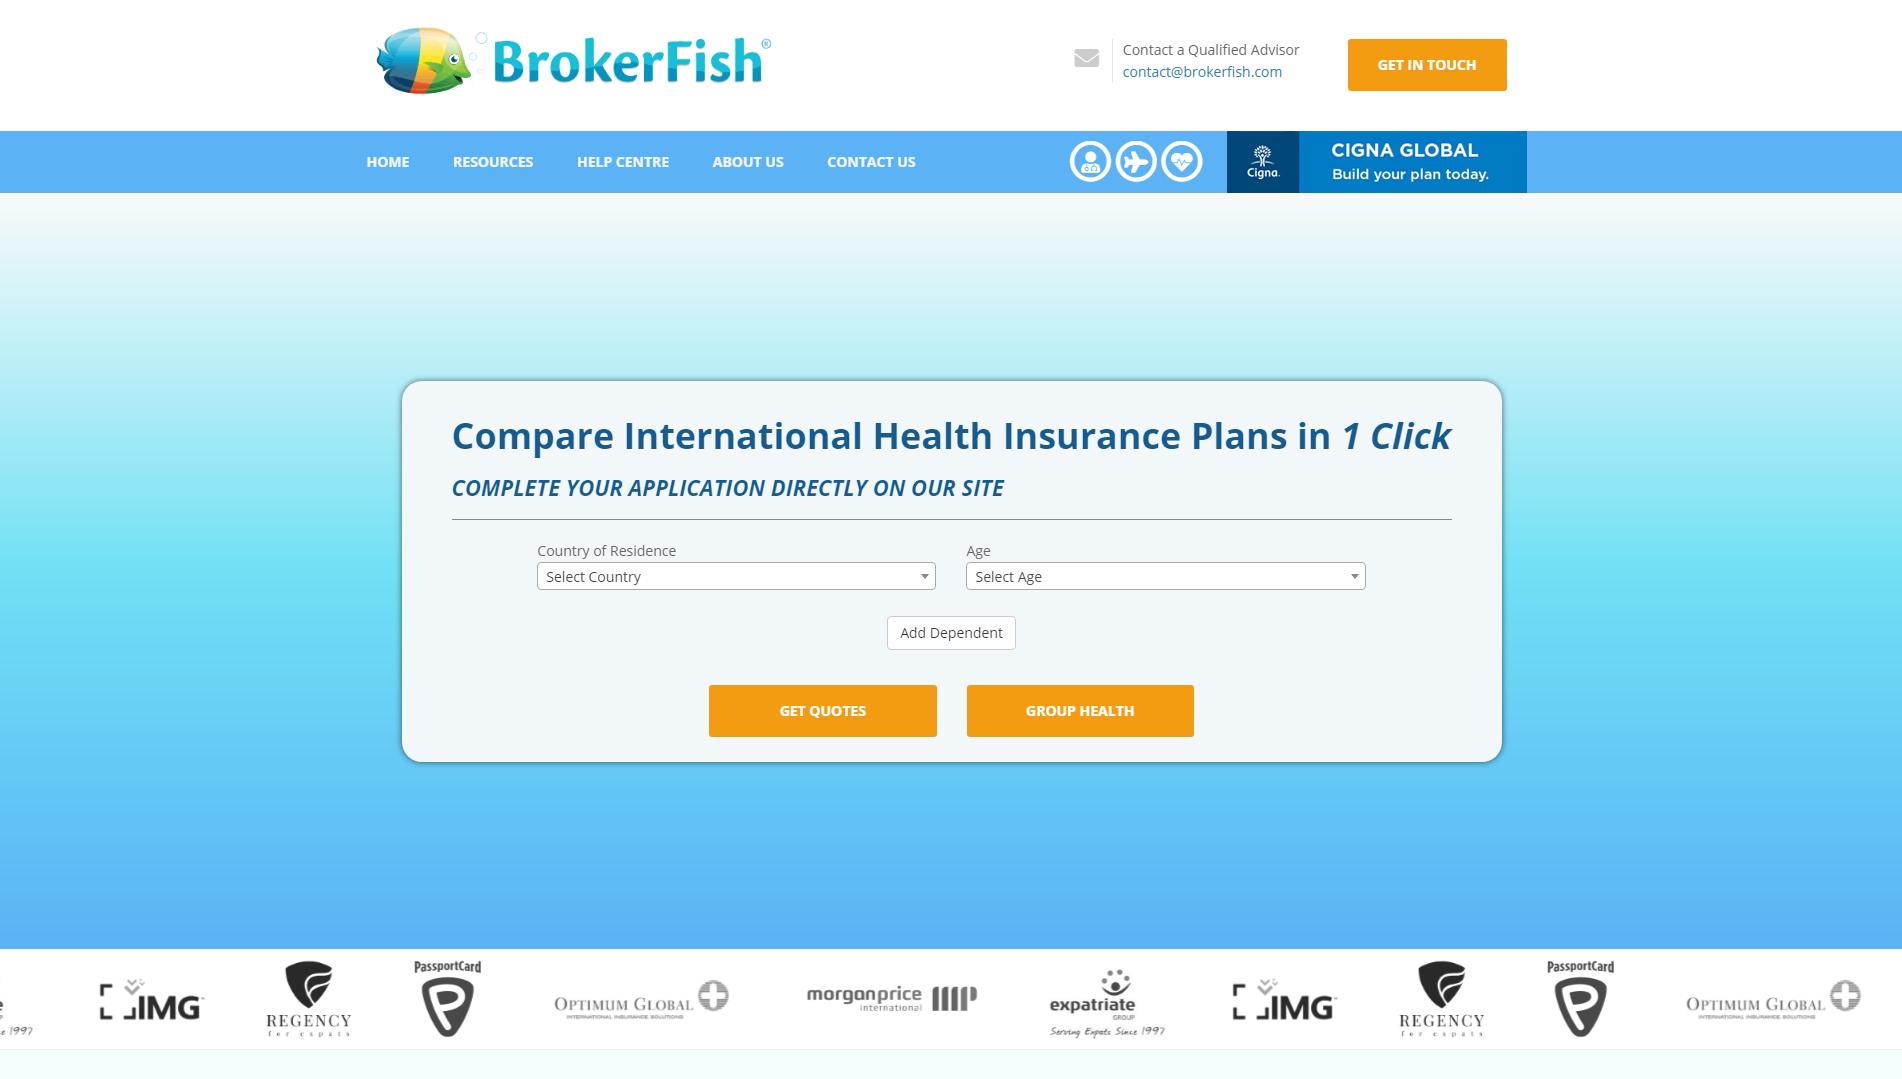 BrokerFish®
Contact a Qualified Advisor
contact@brokerfish.com
GET IN TOUCH
HOME
RESOURCES
HELP CENTRE
ABOUT US
CONTACT US
Cigna.
CIGNA GLOBAL
Build your plan today.
Compare International Health Insurance Plans in 1 Click
COMPLETE YOUR APPLICATION DIRECTLY ON OUR SITE
Country of Residence
Age
Select Country
Select Age
Add Dependent
GET QUOTES
GROUP HEALTH
1997
IMG
REGENCY
for expats
PassportCard
OPTIMUM GLOBAL
INTERNATIONAL INSURANCE SOLUTIONS
morganprice
international
expatriate
GROUP
Serving Expats Since 1997
IMG
REGENCY
for expats
PassportCard
OPTIMUM GLOBAL
INTERNATIONAL INSURANCE SOLUTIONS